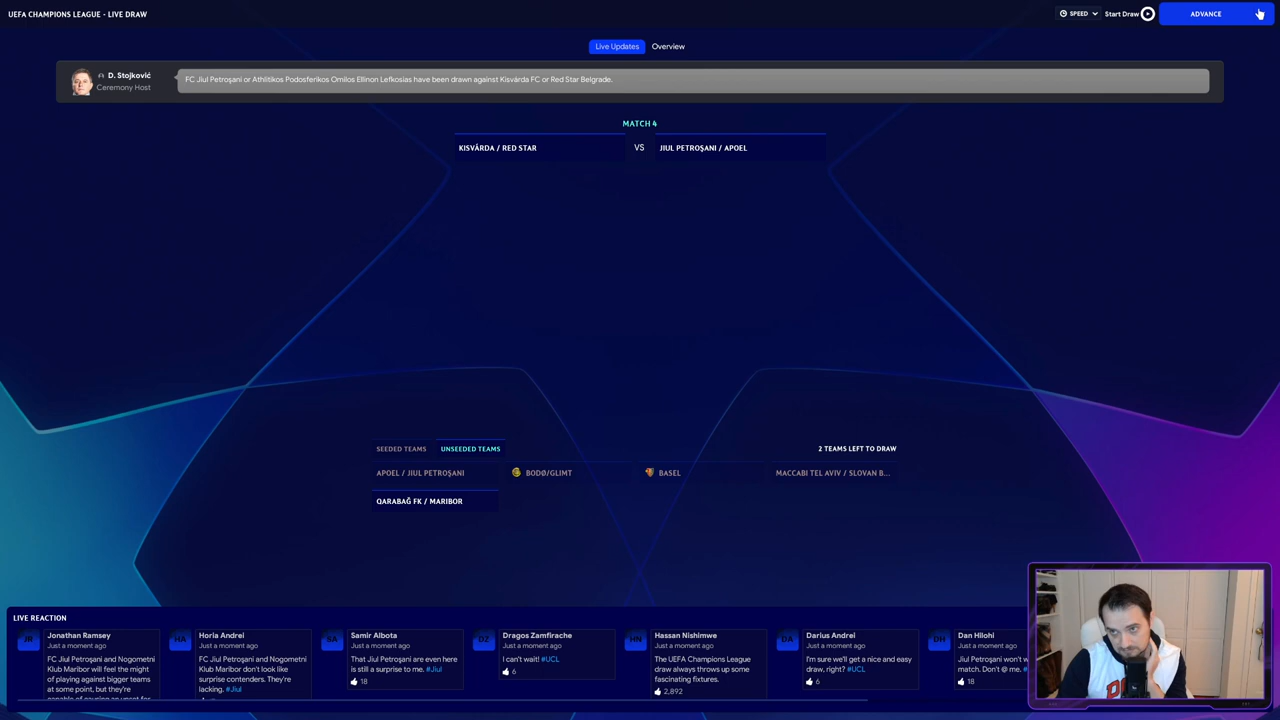 UEFA CHAMPIONS LEAGUE - LIVE DRAW
SPEED
Start Draw
ADVANCE
Live Updates
Overview
D. Stojković
Ceremony Host
FC Jiul Petroşani or Athlitikos Podosferikos Omilos Ellinon Lefkosias have been drawn against Kisvárda FC or Red Star Belgrade.
MATCH 4
KISVÁRDA / RED STAR
VS
JIUL PETROŞANI / APOEL
SEEDED TEAMS
UNSEEDED TEAMS
2 TEAMS LEFT TO DRAW
APOEL / JIUL PETROŞANI
BODØ/GLIMT
BASEL
MACCABI TEL AVIV / SLOVAN B...
QARABAĞ FK / MARIBOR
LIVE REACTION
JR
Jonathan Ramsey
Just a moment ago
FC Jiul Petroşani and Nogometni
Klub Maribor will feel the might
of playing against bigger teams
at some point, but they're
HA
Horia Andrei
Just a moment ago
FC Jiul Petroşani and Nogometni
Klub Maribor don't look like
surprise contenders. They're
lacking. #Jiul
SA
Samir Albota
Just a moment ago
That Jiul Petroşani are even here
is still a surprise to me. #Jiul
18
DZ
Dragos Zamfirache
Just a moment ago
I can't wait! #UCL
6
HN
Hassan Nishimwe
Just a moment ago
The UEFA Champions League
draw always throws up some
fascinating fixtures.
2,892
DA
Darius Andrei
Just a moment ago
I'm sure we'll get a nice and easy
draw, right? #UCL
6
DH
Dan Hilohi
Just a moment ago
Jiul Petroşani won't w
match. Don't @ me. #
18